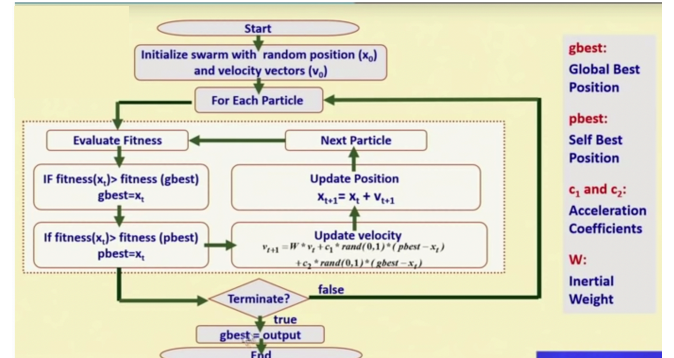 Start
Initialize swarm with random position (x₀)
and velocity vectors (v₀)
For Each Particle
Evaluate Fitness
Next Particle
IF fitness(xₜ)> fitness (gbest)
gbest=xₜ
Update Position
xₜ₊₁= xₜ + vₜ₊₁
If fitness(xₜ)> fitness (pbest)
pbest=xₜ
Update velocity
vₜ₊₁ =W * vₜ + c₁ * rand(0,1) * ( pbest − xₜ )
+ c₂ * rand(0,1) * ( gbest − xₜ )
Terminate?
false
true
gbest = output
End
gbest:
Global Best
Position
pbest:
Self Best
Position
c₁ and c₂:
Acceleration
Coefficients
W:
Inertial
Weight